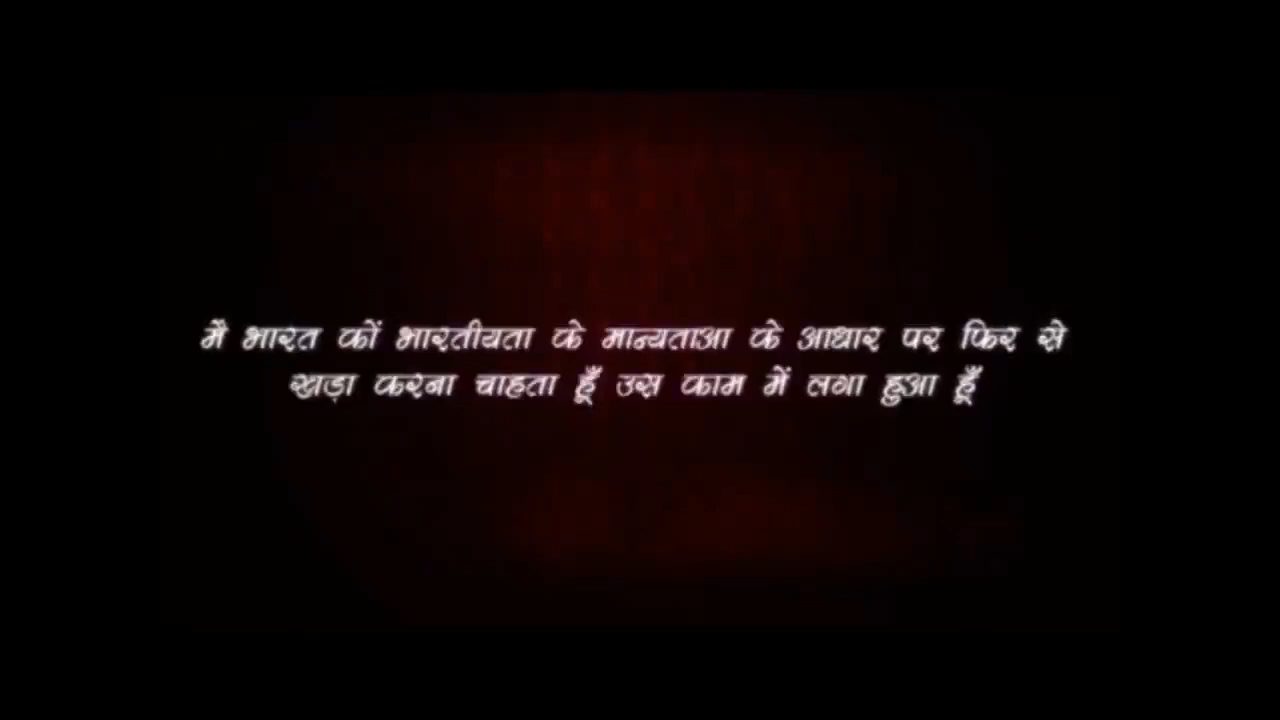 मै भारत कों भारतीयता के मान्यताआ के आधार पर फिर से
खड़ा करना चाहता हूँ उस काम में लगा हुआ हूँ